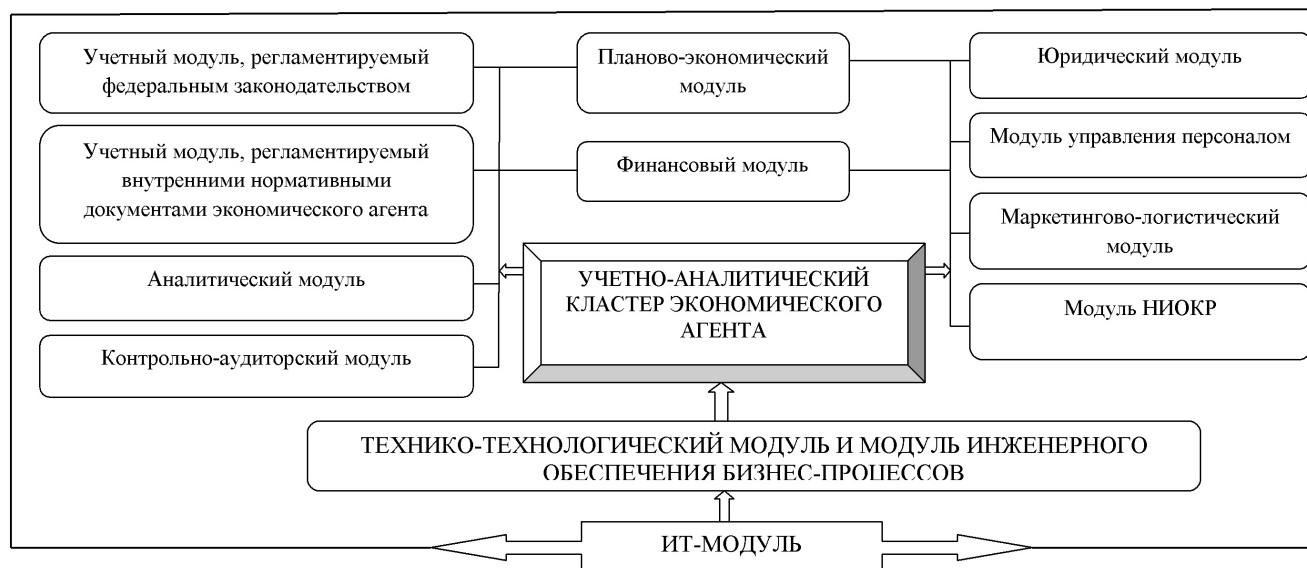 Учетный модуль, регламентируемый
федеральным законодательством
Учетный модуль, регламентируемый
внутренними нормативными
документами экономического агента
Аналитический модуль
Контрольно-аудиторский модуль
Планово-экономический
модуль
Финансовый модуль
Юридический модуль
Модуль управления персоналом
Маркетингово-логистический
модуль
Модуль НИОКР
УЧЕТНО-АНАЛИТИЧЕСКИЙ
КЛАСТЕР ЭКОНОМИЧЕСКОГО
АГЕНТА
ТЕХНИКО-ТЕХНОЛОГИЧЕСКИЙ МОДУЛЬ И МОДУЛЬ ИНЖЕНЕРНОГО
ОБЕСПЕЧЕНИЯ БИЗНЕС-ПРОЦЕССОВ
ИТ-МОДУЛЬ